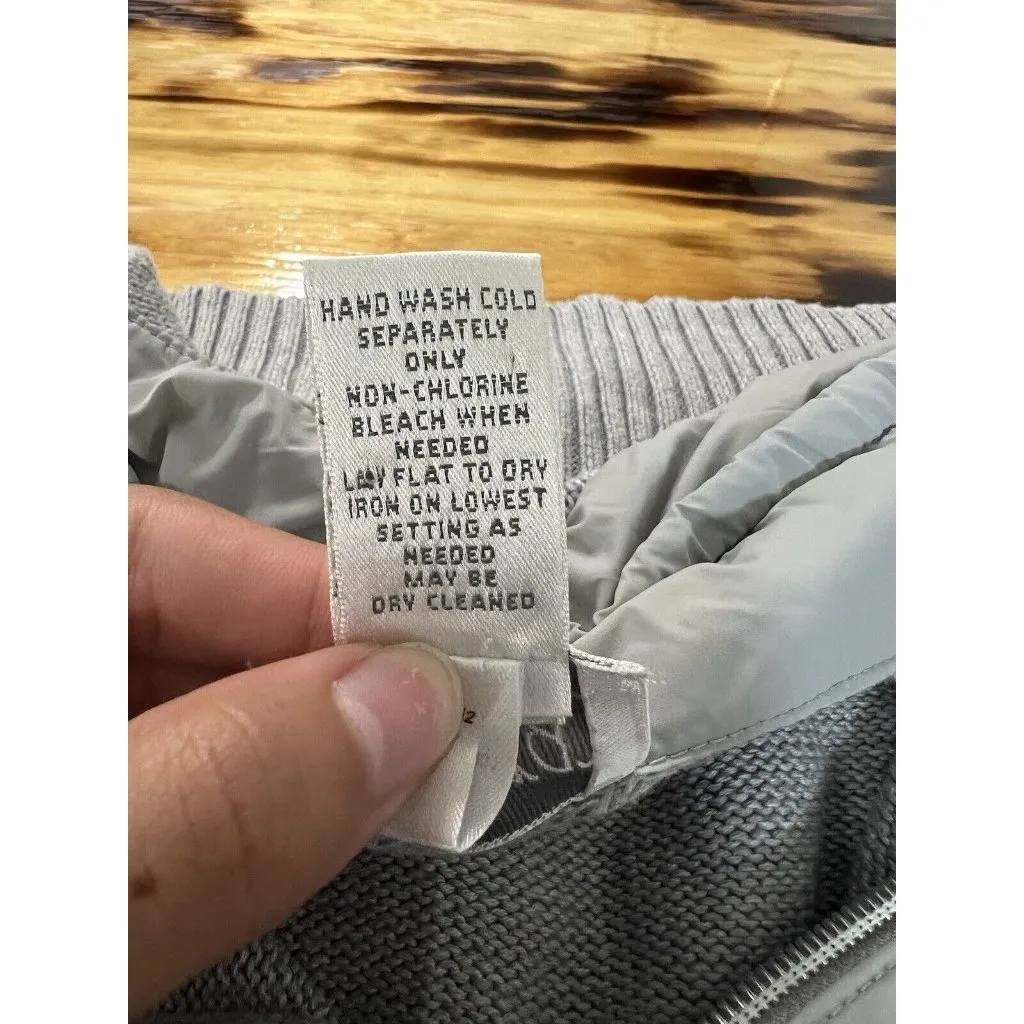 HAND WASH COLD
SEPARATELY
ONLY
NON-CHLORINE
BLEACH WHEN
NEEDED
LAY FLAT TO DRY
IRON ON LOWEST
SETTING AS
NEEDED
MAY BE
DRY CLEANED